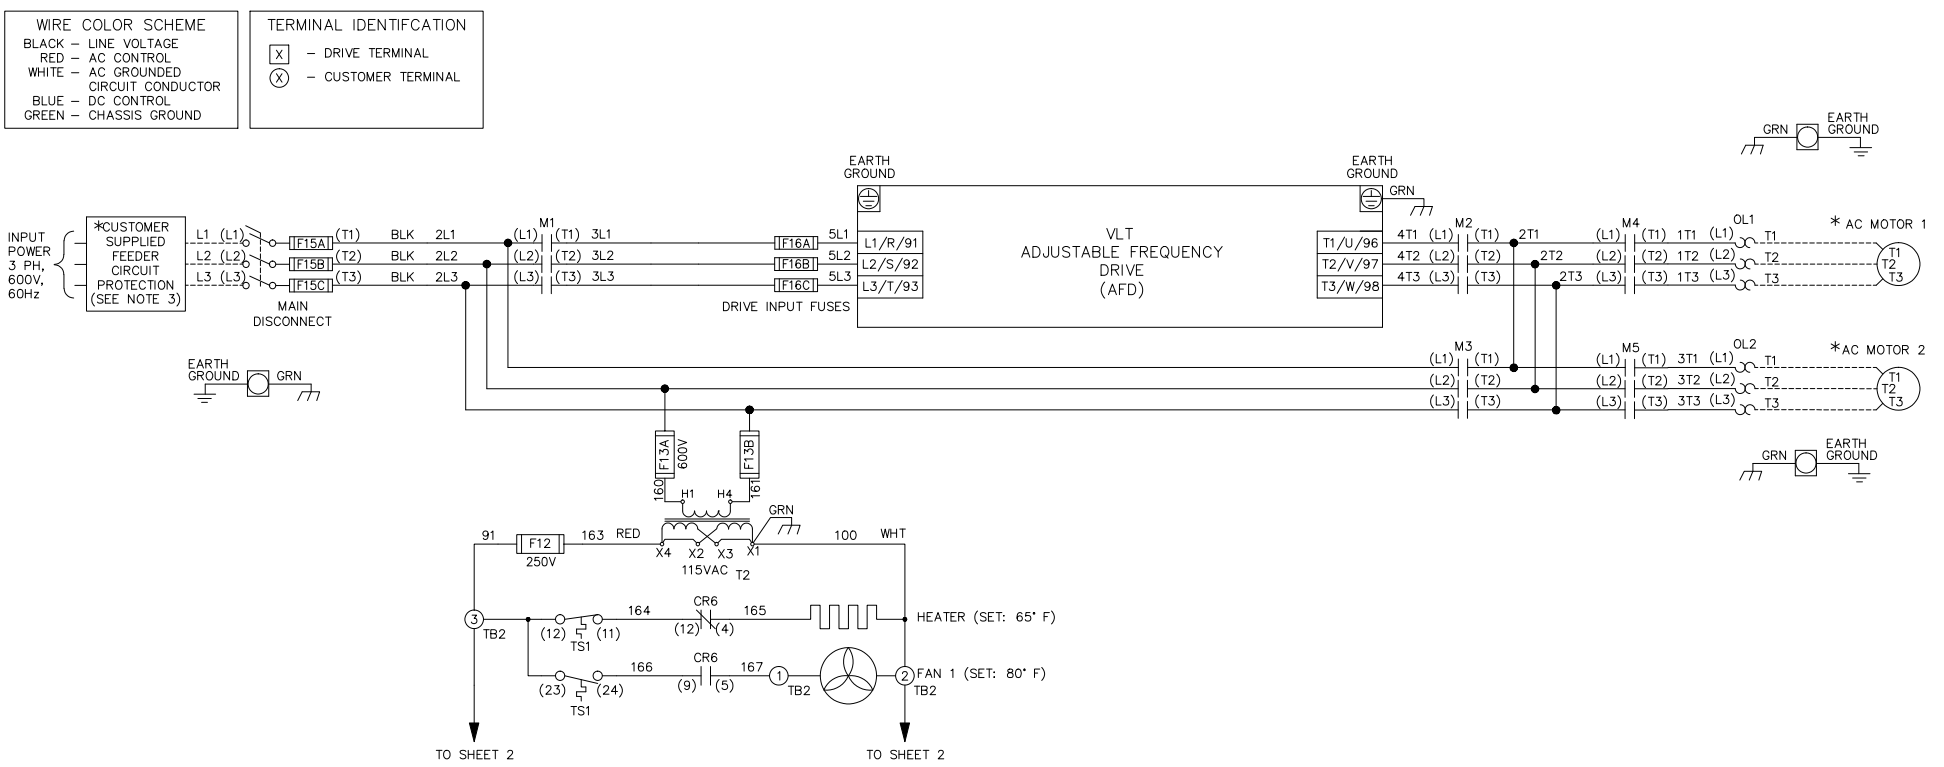 WIRE COLOR SCHEME
BLACK – LINE VOLTAGE
RED – AC CONTROL
WHITE – AC GROUNDED
CIRCUIT CONDUCTOR
BLUE – DC CONTROL
GREEN – CHASSIS GROUND
TERMINAL IDENTIFCATION
X – DRIVE TERMINAL
X – CUSTOMER TERMINAL
GRN
EARTH
GROUND
EARTH
GROUND
EARTH
GROUND
GRN
INPUT
POWER
3 PH,
600V,
60Hz
*CUSTOMER
SUPPLIED
FEEDER
CIRCUIT
PROTECTION
(SEE NOTE 3)
L1 (L1) F15A (T1) BLK 2L1 (L1) M1 (T1) 3L1 F16A 5L1 L1/R/91
L2 (L2) F15B (T2) BLK 2L2 (L2) (T2) 3L2 F16B 5L2 L2/S/92
L3 (L3) F15C (T3) BLK 2L3 (L3) (T3) 3L3 F16C 5L3 L3/T/93
MAIN
DISCONNECT
DRIVE INPUT FUSES
VLT
ADJUSTABLE FREQUENCY
DRIVE
(AFD)
T1/U/96 4T1 (L1) M2 (T1) 2T1 (L1) M4 (T1) 1T1 (L1) OL1 T1
T2/V/97 4T2 (L2) (T2) 2T2 (L2) (T2) 1T2 (L2) T2
T3/W/98 4T3 (L3) (T3) 2T3 (L3) (T3) 1T3 (L3) T3
* AC MOTOR 1
T1
T2
T3
EARTH
GROUND
GRN
(L1) M3 (T1) (L1) M5 (T1) 3T1 (L1) OL2 T1
(L2) (T2) (L2) (T2) 3T2 (L2) T2
(L3) (T3) (L3) (T3) 3T3 (L3) T3
*AC MOTOR 2
T1
T2
T3
GRN
EARTH
GROUND
F13A
600V
F13B
160
161
H1 H4
GRN
91 F12 163 RED
250V
X4 X2 X3 X1
100 WHT
115VAC T2
3
TB2
(12) (11)
TS1
164
CR6
(12) (4)
165
HEATER (SET: 65° F)
(23) (24)
TS1
166
CR6
(9) (5)
167
1
TB2
2
TB2
FAN 1 (SET: 80° F)
TO SHEET 2
TO SHEET 2